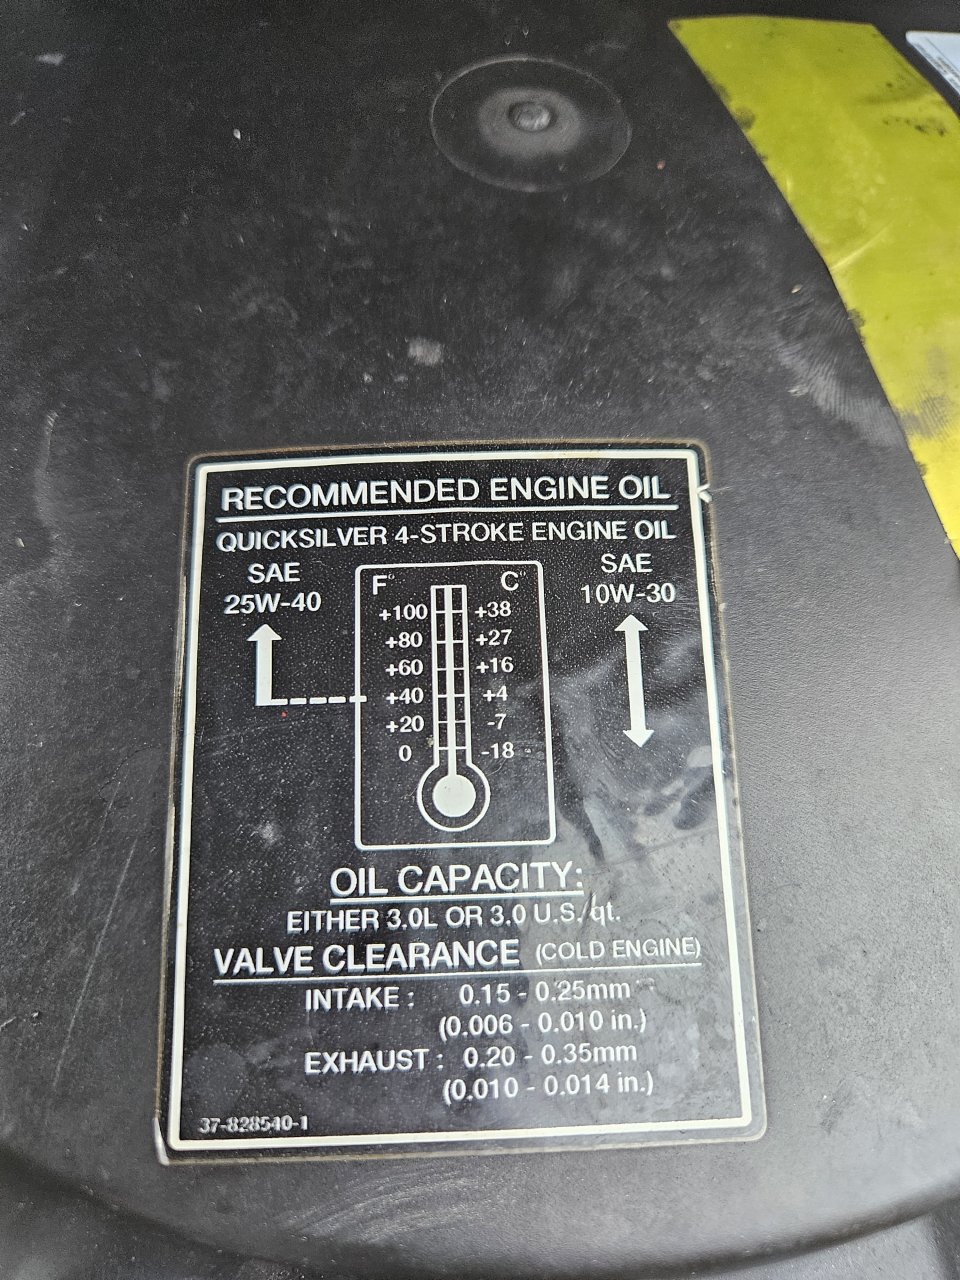 RECOMMENDED ENGINE OIL
QUICKSILVER 4-STROKE ENGINE OIL
SAE
25W-40
SAE
10W-30
F° C°
+100 +38
+80 +27
+60 +16
+40 +4
+20 -7
0 -18
OIL CAPACITY:
EITHER 3.0L OR 3.0 U.S. qt.
VALVE CLEARANCE (COLD ENGINE)
INTAKE : 0.15 - 0.25mm
(0.006 - 0.010 in.)
EXHAUST : 0.20 - 0.35mm
(0.010 - 0.014 in.)
37-828540-1